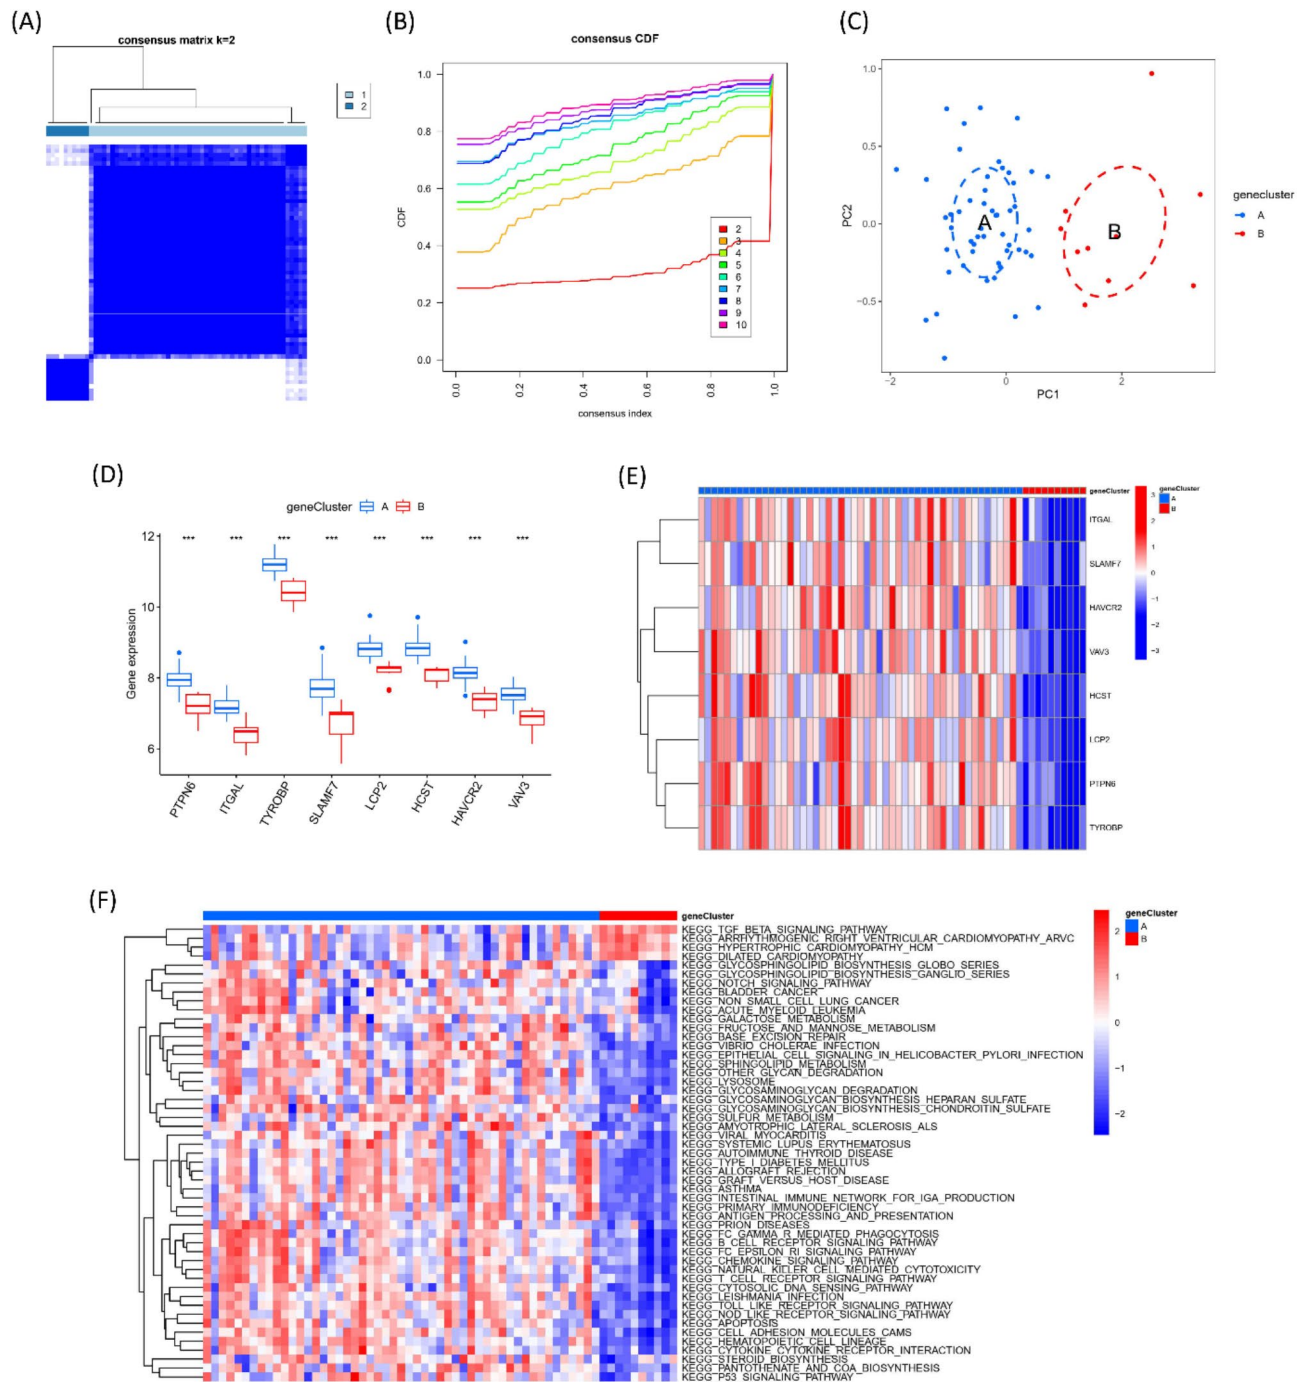 (A)
consensus matrix k=2
1
2
(B)
consensus CDF
1.0
0.8
0.6
0.4
0.2
0.0
CDF
2
3
4
5
6
7
8
9
10
0.0
0.2
0.4
0.6
0.8
1.0
consensus index
(C)
1.0
0.5
0.0
−0.5
PC2
A
B
−2
0
2
PC1
genecluster
A
B
(D)
geneCluster A B
12
10
8
6
Gene expression
*** *** *** *** *** *** *** ***
PTPN6
ITGAL
TYROBP
SLAMF7
LCP2
HCST
HAVCR2
VAV3
(E)
geneCluster
ITGAL
SLAMF7
HAVCR2
VAV3
HCST
LCP2
PTPN6
TYROBP
3
2
1
0
−1
−2
−3
geneCluster
A
B
(F)
geneCluster
KEGG_TGF_BETA_SIGNALING_PATHWAY
KEGG_ARRHYTHMOGENIC_RIGHT_VENTRICULAR_CARDIOMYOPATHY_ARVC
KEGG_HYPERTROPHIC_CARDIOMYOPATHY_HCM
KEGG_DILATED_CARDIOMYOPATHY
KEGG_GLYCOSPHINGOLIPID_BIOSYNTHESIS_GLOBO_SERIES
KEGG_GLYCOSPHINGOLIPID_BIOSYNTHESIS_GANGLIO_SERIES
KEGG_NOTCH_SIGNALING_PATHWAY
KEGG_BLADDER_CANCER
KEGG_NON_SMALL_CELL_LUNG_CANCER
KEGG_ACUTE_MYELOID_LEUKEMIA
KEGG_GALACTOSE_METABOLISM
KEGG_FRUCTOSE_AND_MANNOSE_METABOLISM
KEGG_BASE_EXCISION_REPAIR
KEGG_VIBRIO_CHOLERAE_INFECTION
KEGG_EPITHELIAL_CELL_SIGNALING_IN_HELICOBACTER_PYLORI_INFECTION
KEGG_SPHINGOLIPID_METABOLISM
KEGG_OTHER_GLYCAN_DEGRADATION
KEGG_LYSOSOME
KEGG_GLYCOSAMINOGLYCAN_DEGRADATION
KEGG_GLYCOSAMINOGLYCAN_BIOSYNTHESIS_HEPARAN_SULFATE
KEGG_GLYCOSAMINOGLYCAN_BIOSYNTHESIS_CHONDROITIN_SULFATE
KEGG_SULFUR_METABOLISM
KEGG_AMYOTROPHIC_LATERAL_SCLEROSIS_ALS
KEGG_VIRAL_MYOCARDITIS
KEGG_SYSTEMIC_LUPUS_ERYTHEMATOSUS
KEGG_AUTOIMMUNE_THYROID_DISEASE
KEGG_TYPE_I_DIABETES_MELLITUS
KEGG_ALLOGRAFT_REJECTION
KEGG_GRAFT_VERSUS_HOST_DISEASE
KEGG_ASTHMA
KEGG_INTESTINAL_IMMUNE_NETWORK_FOR_IGA_PRODUCTION
KEGG_PRIMARY_IMMUNODEFICIENCY
KEGG_ANTIGEN_PROCESSING_AND_PRESENTATION
KEGG_PRION_DISEASES
KEGG_FC_GAMMA_R_MEDIATED_PHAGOCYTOSIS
KEGG_B_CELL_RECEPTOR_SIGNALING_PATHWAY
KEGG_FC_EPSILON_RI_SIGNALING_PATHWAY
KEGG_CHEMOKINE_SIGNALING_PATHWAY
KEGG_NATURAL_KILLER_CELL_MEDIATED_CYTOTOXICITY
KEGG_T_CELL_RECEPTOR_SIGNALING_PATHWAY
KEGG_CYTOSOLIC_DNA_SENSING_PATHWAY
KEGG_LEISHMANIA_INFECTION
KEGG_TOLL_LIKE_RECEPTOR_SIGNALING_PATHWAY
KEGG_NOD_LIKE_RECEPTOR_SIGNALING_PATHWAY
KEGG_APOPTOSIS
KEGG_CELL_ADHESION_MOLECULES_CAMS
KEGG_HEMATOPOIETIC_CELL_LINEAGE
KEGG_CYTOKINE_CYTOKINE_RECEPTOR_INTERACTION
KEGG_STEROID_BIOSYNTHESIS
KEGG_PANTOTHENATE_AND_COA_BIOSYNTHESIS
KEGG_P53_SIGNALING_PATHWAY
2
1
0
−1
−2
geneCluster
A
B